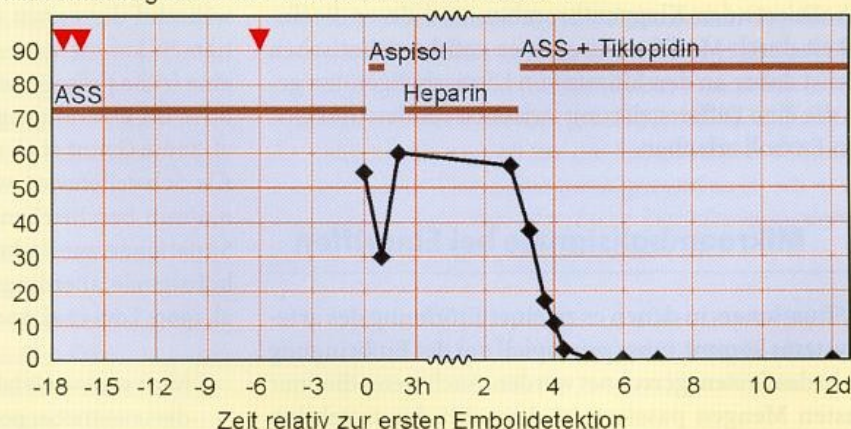 90
80
70
60
50
40
30
20
10
0
Aspisol
ASS + Tiklopidin
ASS
Heparin
-18 -15 -12 -9 -6 -3 0 3h 2 4 6 8 10 12d
Zeit relativ zur ersten Embolidetektion